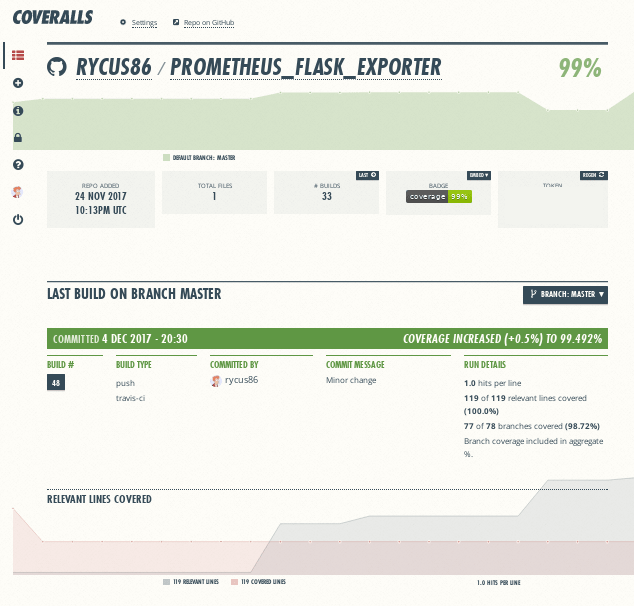 COVERALLS
Settings
Repo on GitHub
RYCUS86 / PROMETHEUS_FLASK_EXPORTER
99%
DEFAULT BRANCH: MASTER
REPO ADDED
24 NOV 2017
10:13PM UTC
TOTAL FILES
1
LAST
# BUILDS
33
EMBED ▾
BADGE
coverage 99%
REGEN
TOKEN
LAST BUILD ON BRANCH MASTER
BRANCH: MASTER ▼
COMMITTED 4 DEC 2017 - 20:30
COVERAGE INCREASED (+0.5%) TO 99.492%
BUILD #
48
BUILD TYPE
push
travis-ci
COMMITTED BY
rycus86
COMMIT MESSAGE
Minor change
RUN DETAILS
1.0 hits per line
119 of 119 relevant lines covered
(100.0%)
77 of 78 branches covered (98.72%)
Branch coverage included in aggregate
%.
RELEVANT LINES COVERED
119 RELEVANT LINES
119 COVERED LINES
1.0 HITS PER LINE